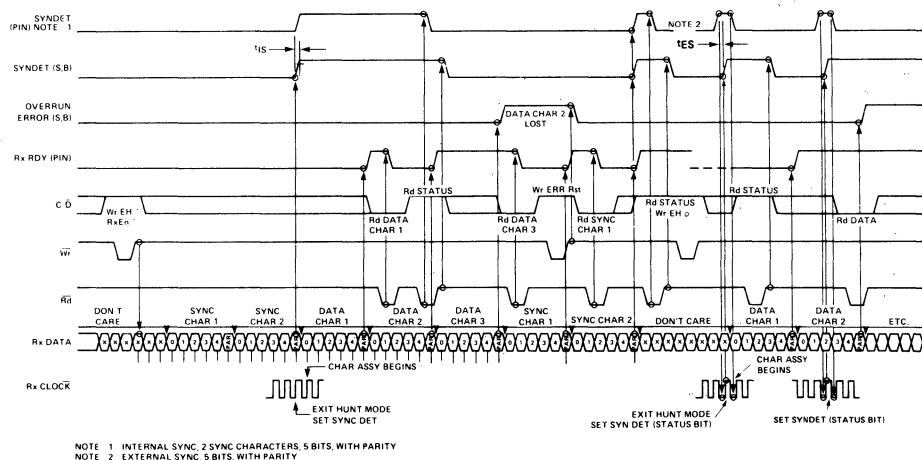 SYNDET
(PIN) NOTE 1
NOTE 2
tIS
tES
SYNDET (S,B)
OVERRUN
ERROR (S,B)
DATA CHAR 2
LOST
Rx RDY (PIN)
Rd STATUS
Wr ERR Rst
Rd STATUS
C D
Wr EH
RxEn
Rd DATA
CHAR 1
Rd DATA
CHAR 3
Rd SYNC
CHAR 1
Rd STATUS
Wr EH o
Rd DATA
Wr
Rd
DON T
CARE
SYNC
CHAR 1
SYNC
CHAR 2
DATA
CHAR 1
DATA
CHAR 2
DATA
CHAR 3
SYNC
CHAR 1
SYNC CHAR 2
DON'T CARE
DATA
CHAR 1
DATA
CHAR 2
ETC.
Rx DATA
CHAR ASSY BEGINS
CHAR ASSY
BEGINS
Rx CLOCK
EXIT HUNT MODE
SET SYNC DET
EXIT HUNT MODE
SET SYN DET (STATUS BIT)
SET SYNDET (STATUS BIT)
NOTE 1 INTERNAL SYNC, 2 SYNC CHARACTERS, 5 BITS, WITH PARITY
NOTE 2 EXTERNAL SYNC, 5 BITS, WITH PARITY